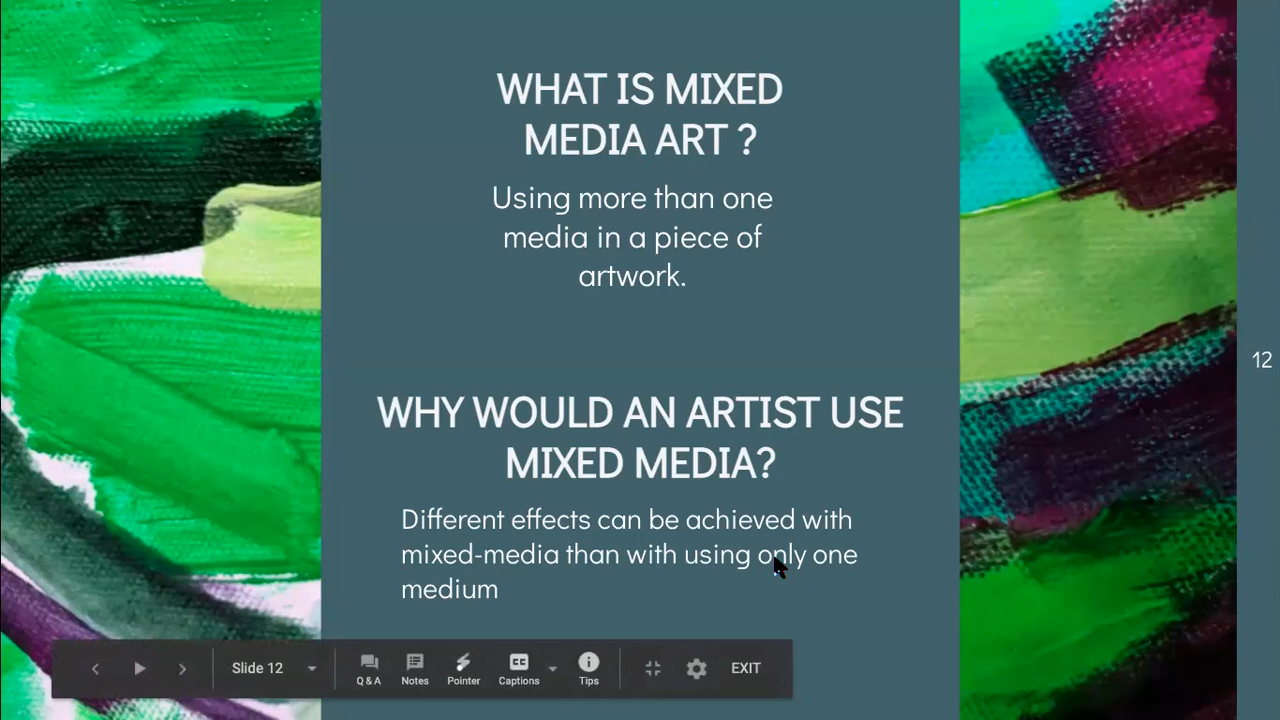 WHAT IS MIXED
MEDIA ART ?
Using more than one
media in a piece of
artwork.
12
WHY WOULD AN ARTIST USE
MIXED MEDIA?
Different effects can be achieved with
mixed-media than with using only one
medium
Slide 12
Q & A
Notes
Pointer
CC
Captions
Tips
EXIT